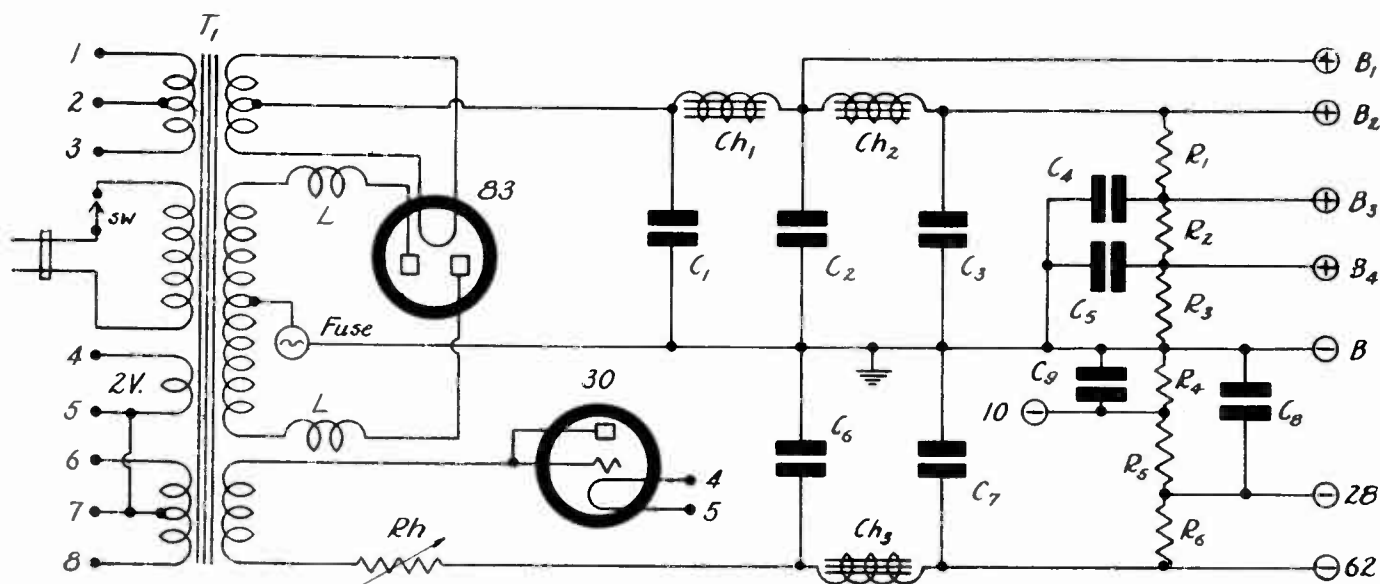 T1
1
2
3
SW
4
2V.
5
6
7
8
L
83
Fuse
L
30
4
5
Rh
Ch1
Ch2
Ch3
C1
C2
C3
C4
C5
C6
C7
C9
C8
10
R1
R2
R3
R4
R5
R6
+ B1
+ B2
+ B3
+ B4
− B
− 28
− 62